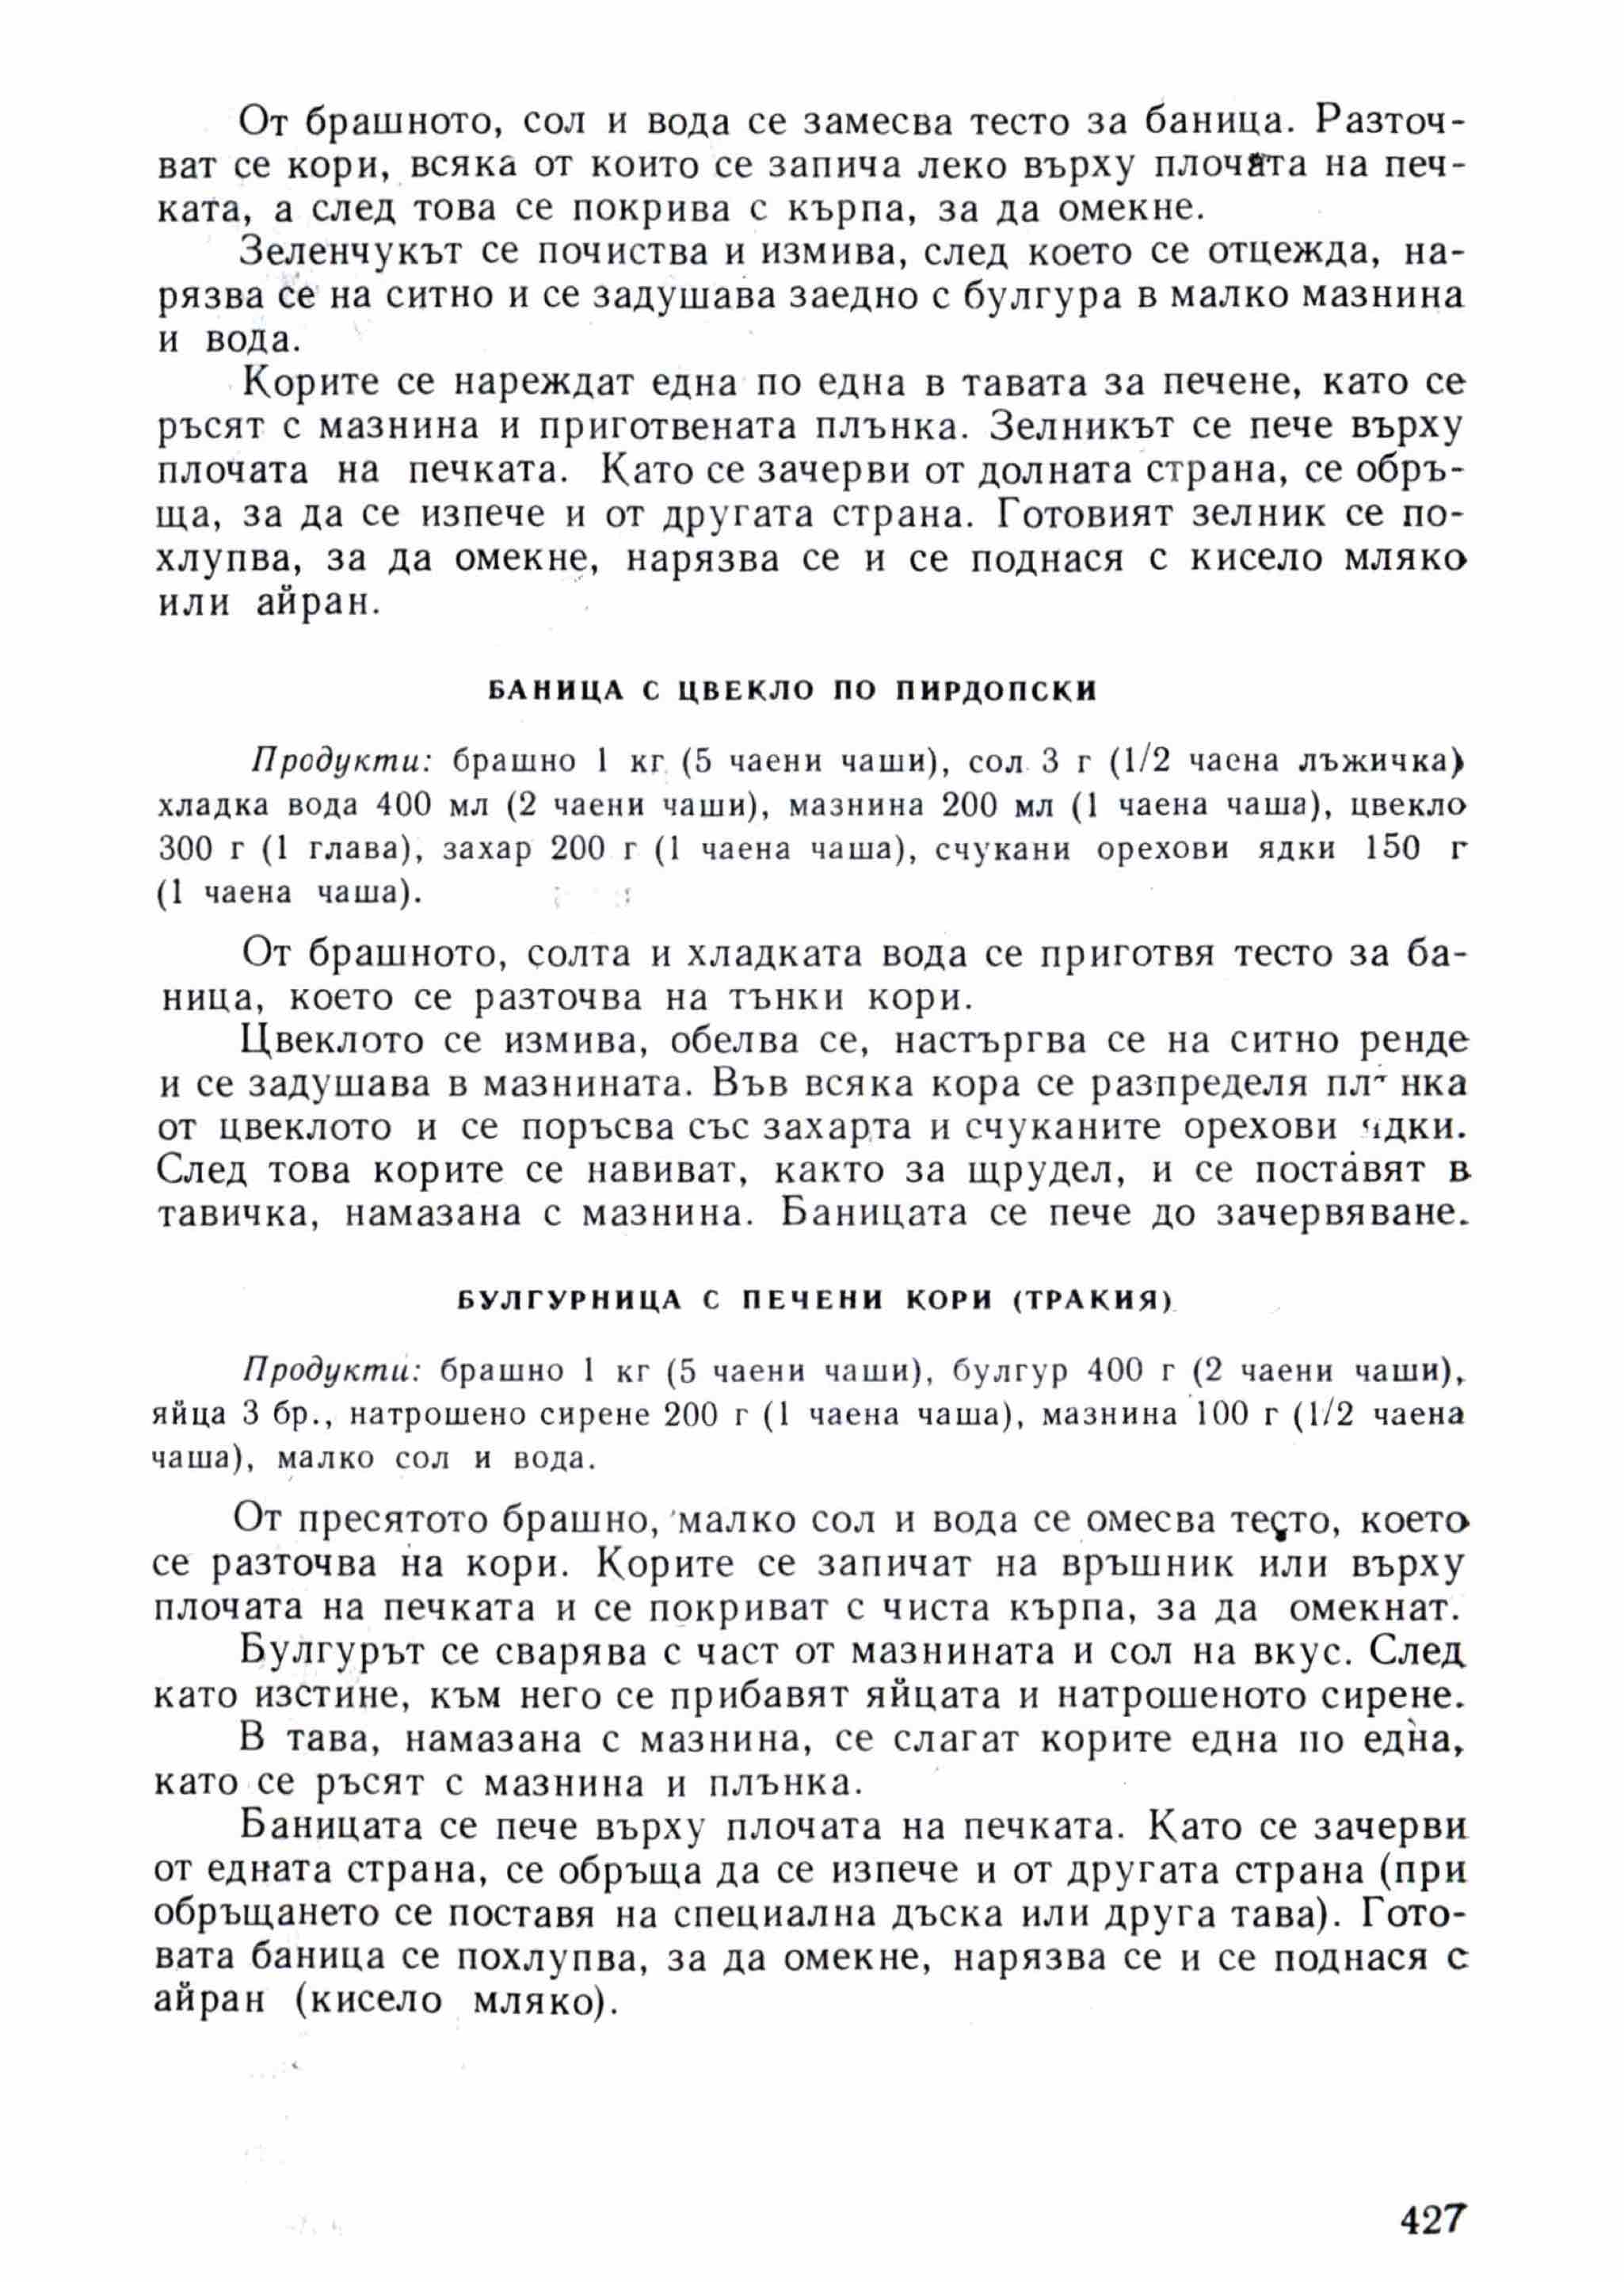 От брашното, сол и вода се замесва тесто за баница. Разточ-
ват се кори, всяка от които се запича леко върху плочата на печ-
ката, а след това се покрива с кърпа, за да омекне.
Зеленчукът се почиства и измива, след което се отцежда, на-
рязва се на ситно и се задушава заедно с булгура в малко мазнина
и вода.
Корите се нареждат една по една в тавата за печене, като се
ръсят с мазнина и приготвената плънка. Зелникът се пече върху
плочата на печката. Като се зачерви от долната страна, се обръ-
ща, за да се изпече и от другата страна. Готовият зелник се по-
хлупва, за да омекне, нарязва се и се поднася с кисело мляко
или айран.
БАНИЦА С ЦВЕКЛО ПО ПИРДОПСКИ
Продукти: брашно 1 кг (5 чаени чаши), сол 3 г (1/2 чаена лъжичка)
хладка вода 400 мл (2 чаени чаши), мазнина 200 мл (1 чаена чаша), цвекло
300 г (1 глава), захар 200 г (1 чаена чаша), счукани орехови ядки 150 г
(1 чаена чаша).
От брашното, солта и хладката вода се приготвя тесто за ба-
ница, което се разточва на тънки кори.
Цвеклото се измива, обелва се, настъргва се на ситно ренде
и се задушава в мазнината. Във всяка кора се разпределя плънка
от цвеклото и се поръсва със захарта и счуканите орехови ядки.
След това корите се навиват, както за щрудел, и се поставят в
тавичка, намазана с мазнина. Баницата се пече до зачервяване.
БУЛГУРНИЦА С ПЕЧЕНИ КОРИ (ТРАКИЯ)
Продукти: брашно 1 кг (5 чаени чаши), булгур 400 г (2 чаени чаши),
яйца 3 бр., натрошено сирене 200 г (1 чаена чаша), мазнина 100 г (1/2 чаена
чаша), малко сол и вода.
От пресятото брашно, малко сол и вода се омесва тесто, което
се разточва на кори. Корите се запичат на връшник или върху
плочата на печката и се покриват с чиста кърпа, за да омекнат.
Булгурът се сварява с част от мазнината и сол на вкус. След
като изстине, към него се прибавят яйцата и натрошеното сирене.
В тава, намазана с мазнина, се слагат корите една по една,
като се ръсят с мазнина и плънка.
Баницата се пече върху плочата на печката. Като се зачерви
от едната страна, се обръща да се изпече и от другата страна (при
обръщането се поставя на специална дъска или друга тава). Гото-
вата баница се похлупва, за да омекне, нарязва се и се поднася с
айран (кисело мляко).
427